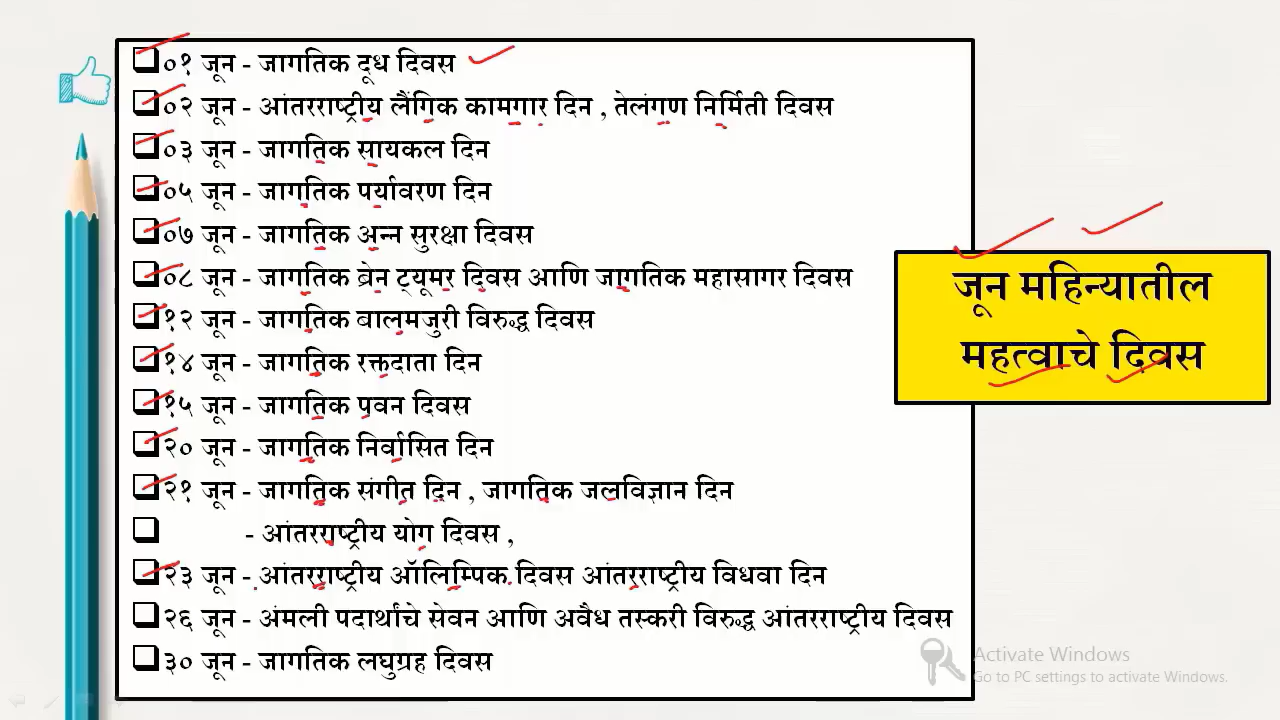 ०१ जून - जागतिक दूध दिवस
०२ जून - आंतरराष्ट्रीय लैंगिक कामगार दिन , तेलंगण निर्मिती दिवस
०३ जून - जागतिक सायकल दिन
०५ जून - जागतिक पर्यावरण दिन
०७ जून - जागतिक अन्न सुरक्षा दिवस
०८ जून - जागतिक ब्रेन ट्यूमर दिवस आणि जागतिक महासागर दिवस
१२ जून - जागतिक बालमजुरी विरुद्ध दिवस
१४ जून - जागतिक रक्तदाता दिन
१५ जून - जागतिक पवन दिवस
२० जून - जागतिक निर्वासित दिन
२१ जून - जागतिक संगीत दिन , जागतिक जलविज्ञान दिन
- आंतरराष्ट्रीय योग दिवस ,
२३ जून - आंतरराष्ट्रीय ऑलिम्पिक दिवस आंतरराष्ट्रीय विधवा दिन
२६ जून - अंमली पदार्थांचे सेवन आणि अवैध तस्करी विरुद्ध आंतरराष्ट्रीय दिवस
३० जून - जागतिक लघुग्रह दिवस
जून महिन्यातील
महत्वाचे दिवस
Activate Windows
Go to PC settings to activate Windows.